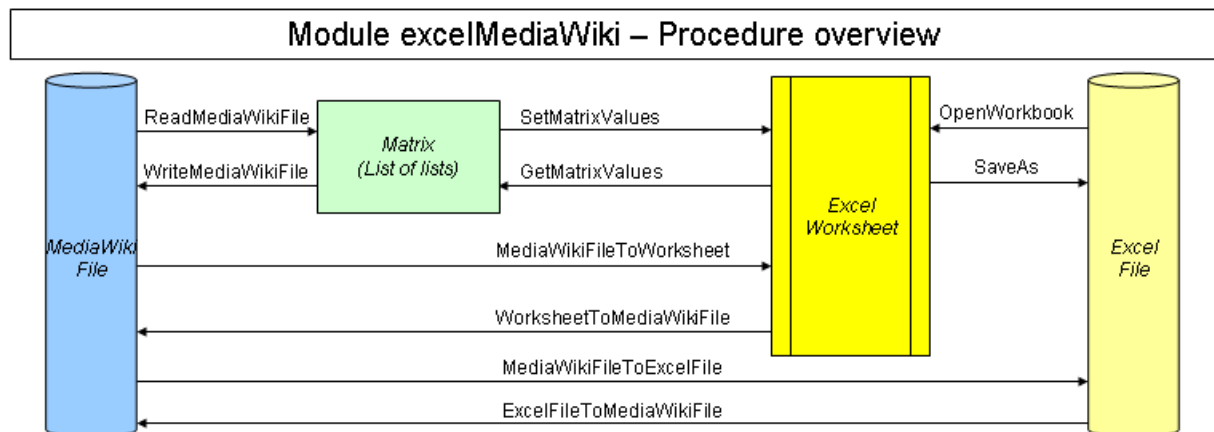 Module excelMediaWiki – Procedure overview
ReadMediaWikiFile
SetMatrixValues
OpenWorkbook
Matrix
(List of lists)
WriteMediaWikiFile
GetMatrixValues
SaveAs
Excel
Worksheet
MediaWiki
File
MediaWikiFileToWorksheet
Excel
File
WorksheetToMediaWikiFile
MediaWikiFileToExcelFile
ExcelFileToMediaWikiFile